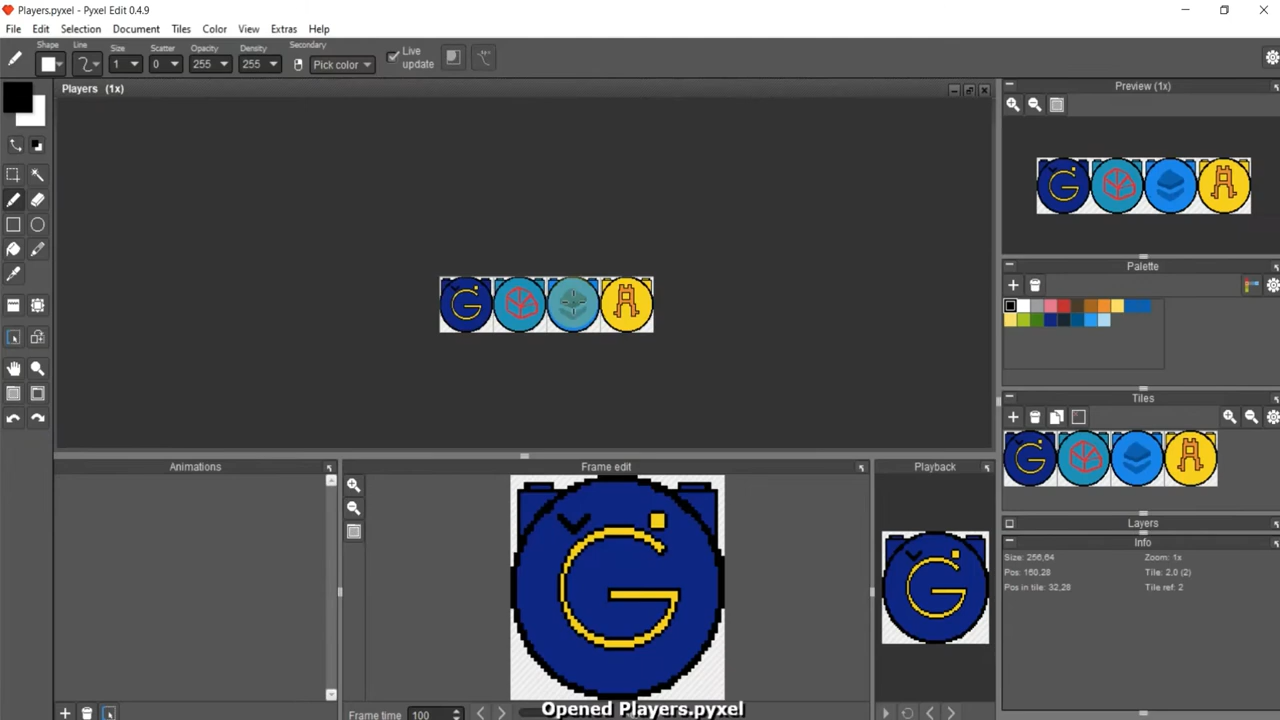 Players.pyxel - Pyxel Edit 0.4.9
File Edit Selection Document Tiles Color View Extras Help
Shape Line Size Scatter Opacity Density Secondary
1 0 255 255 Pick color Live update
Players (1x)
Preview (1x)
Palette
Tiles
Animations Frame edit Playback
Layers
Info
Size: 256,64 Zoom: 1x
Pos: 160,28 Tile: 2,0 (2)
Pos in tile: 32,28 Tile ref: 2
Frame time 100
Opened Players.pyxel